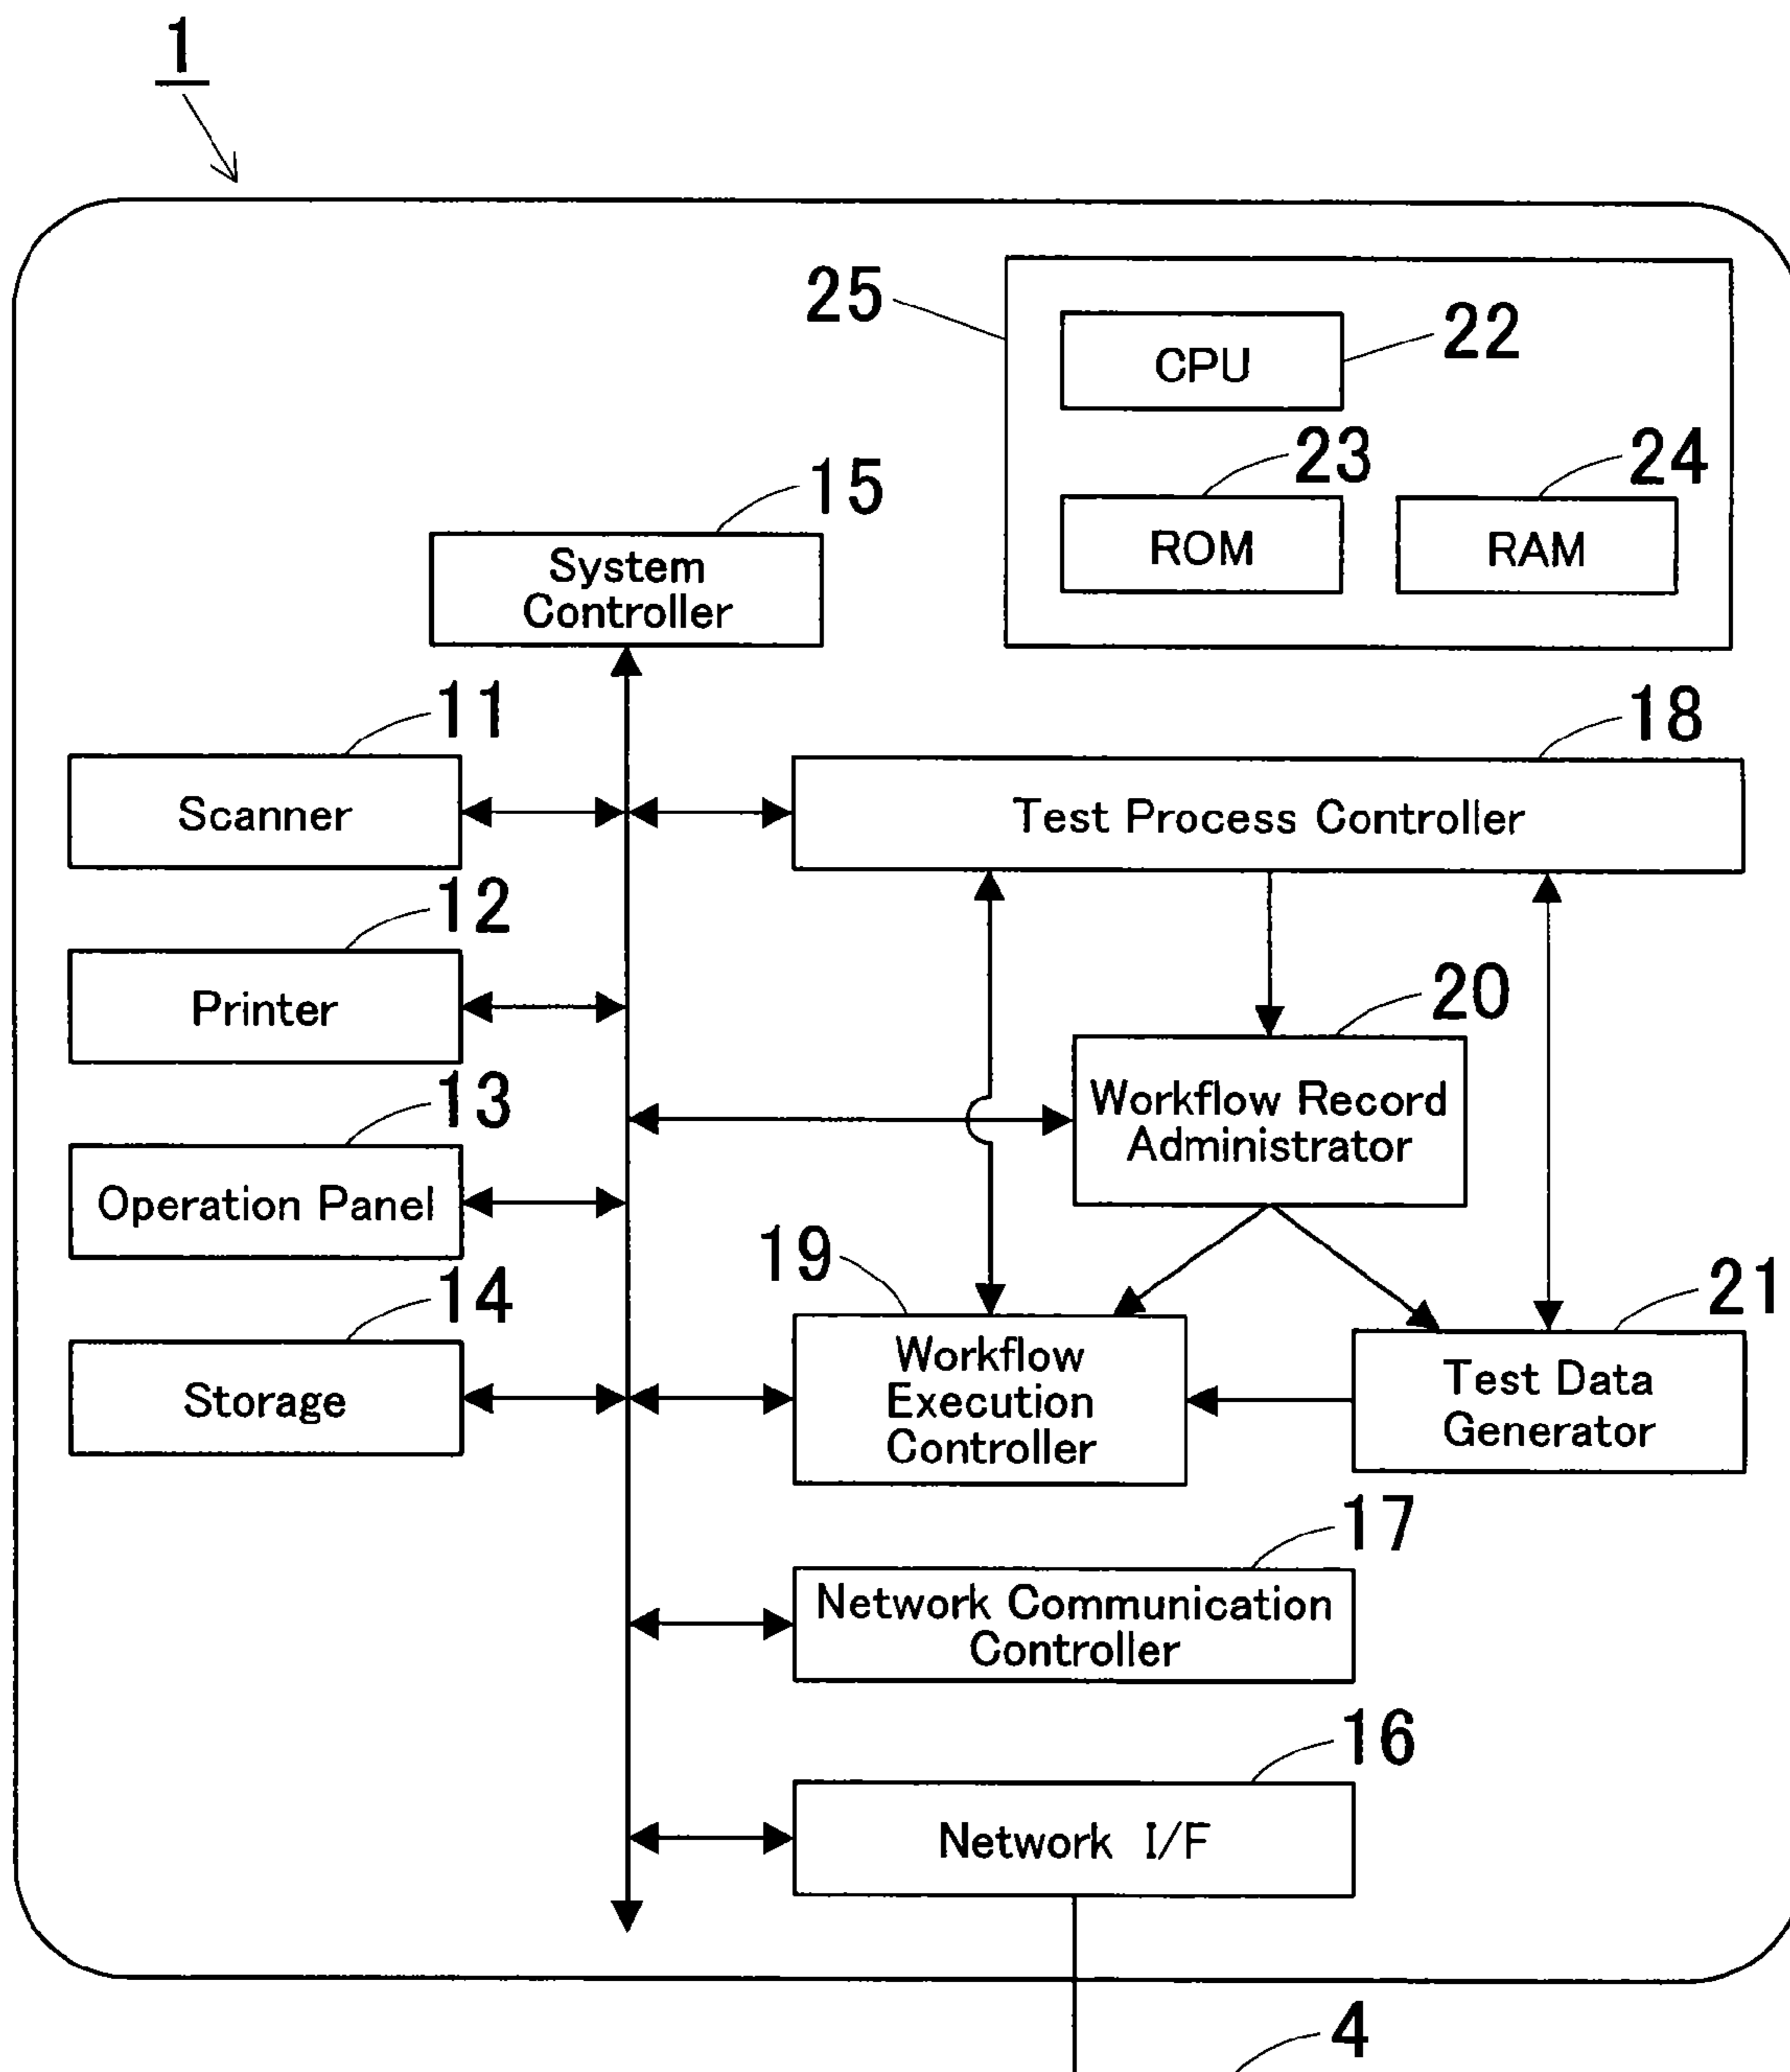 1
25
CPU
22
23
24
ROM
RAM
15
System
Controller
11
18
Scanner
Test Process Controller
12
Printer
20
Workflow Record
Administrator
13
Operation Panel
19
21
14
Workflow
Execution
Controller
Test Data
Generator
Storage
17
Network Communication
Controller
16
Network I/F
4